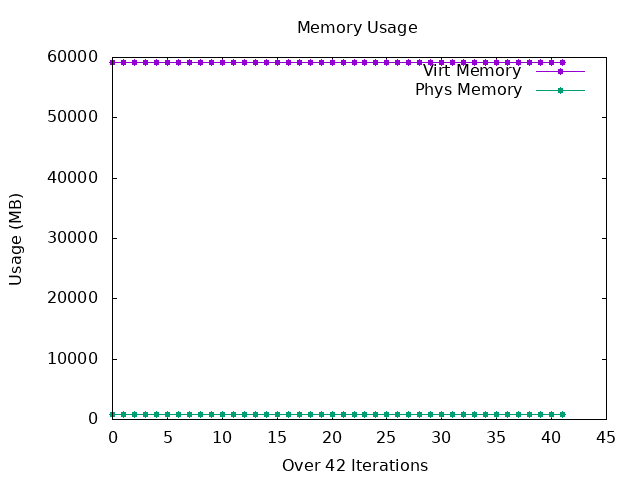 Memory Usage
60000
Virt Memory
Phys Memory
50000
40000
30000
20000
10000
0
Usage (MB)
0 5 10 15 20 25 30 35 40 45
Over 42 Iterations